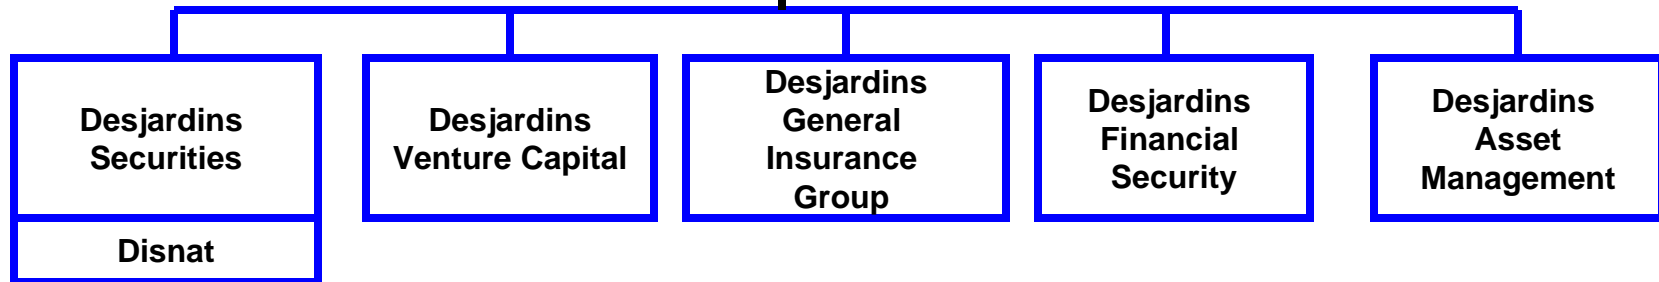 Desjardins
Securities
Disnat
Desjardins
Venture Capital
Desjardins
General
Insurance
Group
Desjardins
Financial
Security
Desjardins
Asset
Management